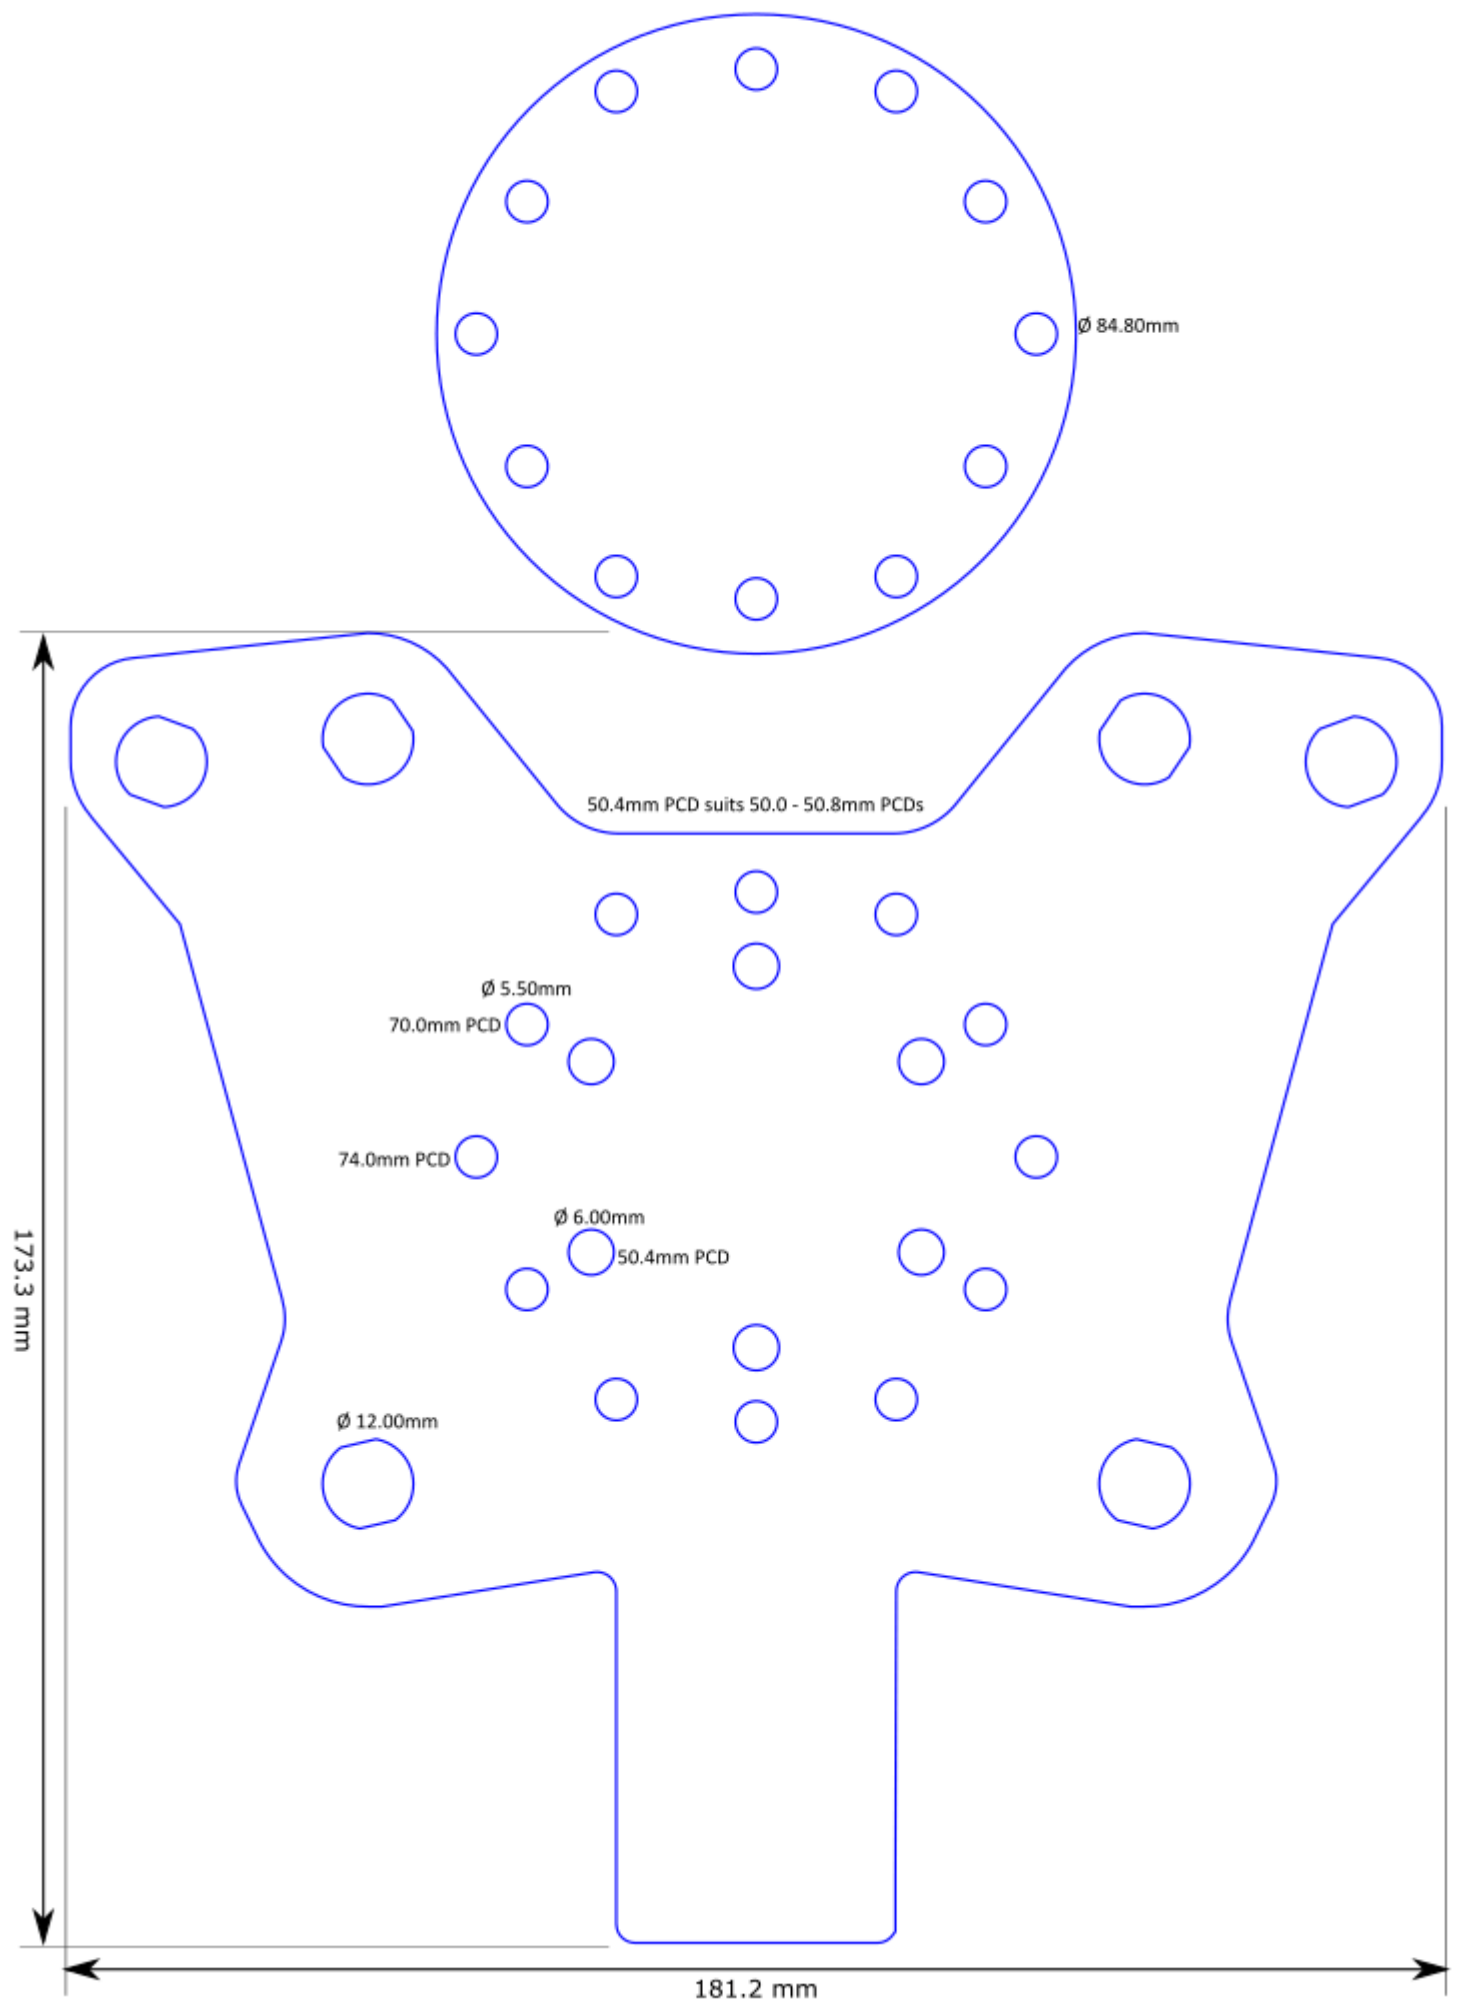 Ø 84.80mm
50.4mm PCD suits 50.0 - 50.8mm PCDs
Ø 5.50mm
70.0mm PCD
74.0mm PCD
Ø 6.00mm
50.4mm PCD
173.3 mm
Ø 12.00mm
181.2 mm